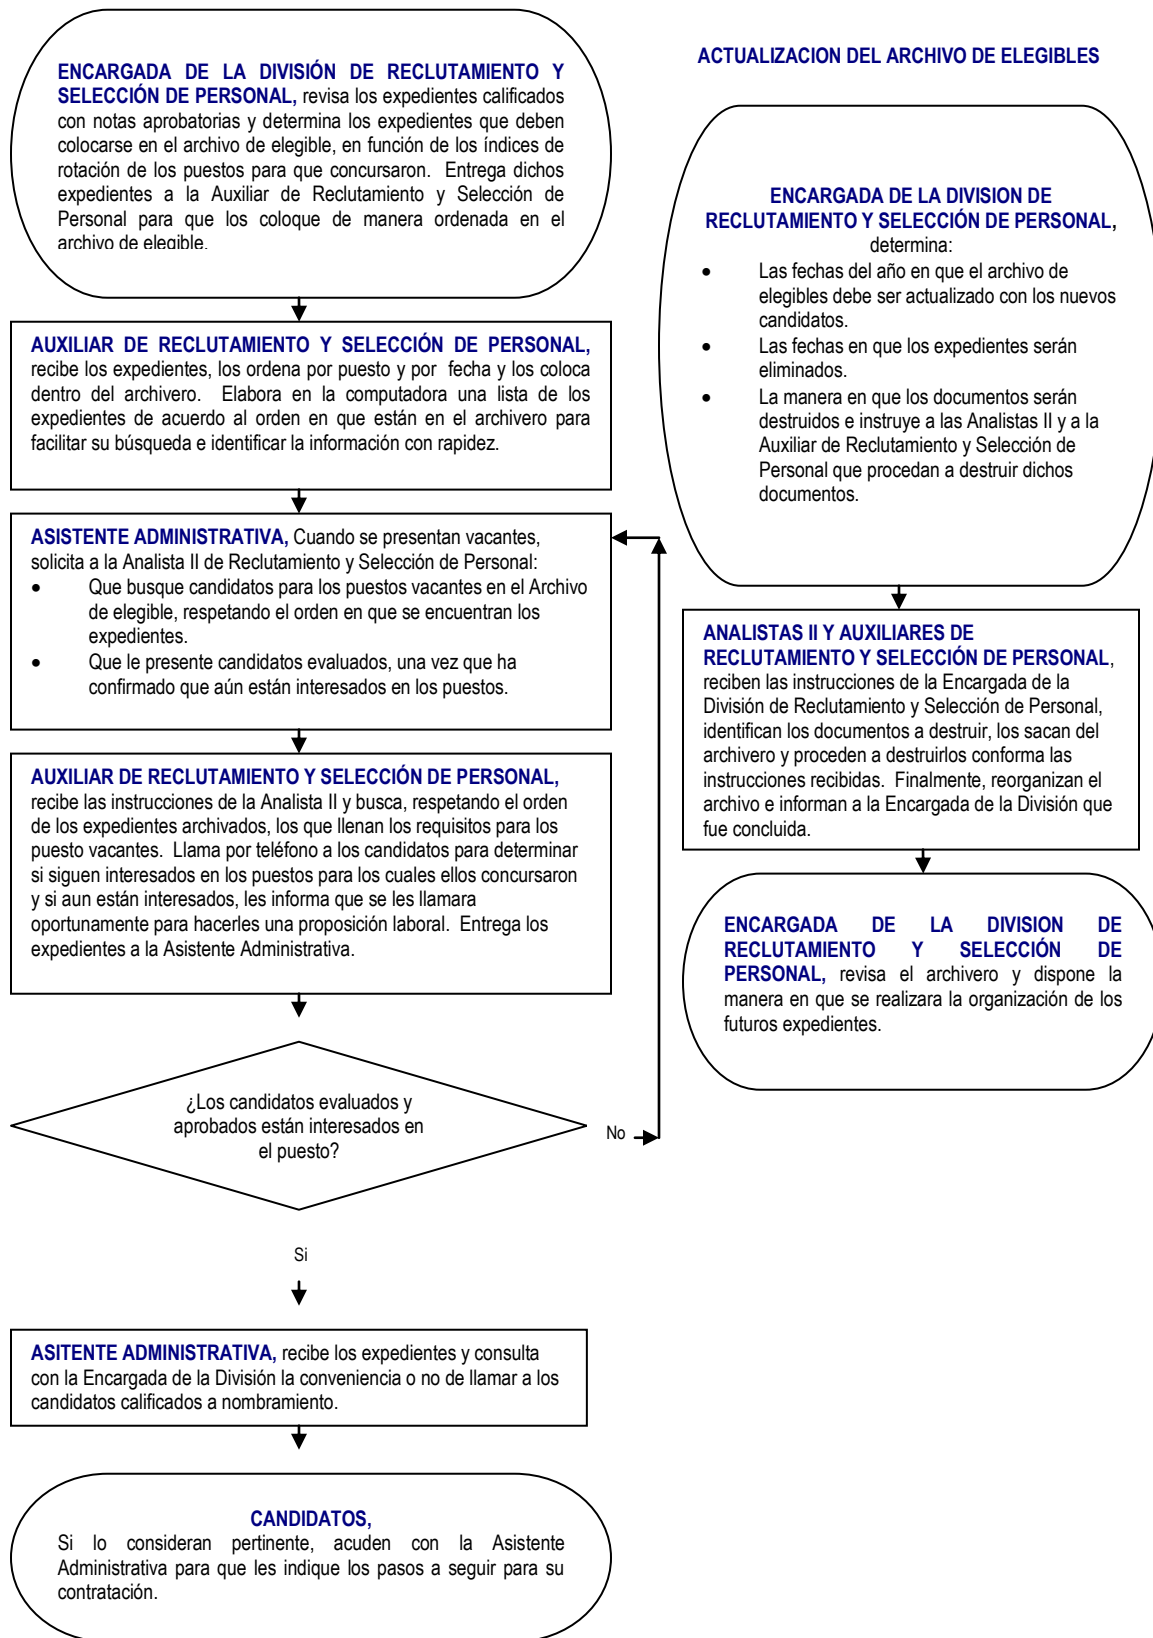 ENCARGADA DE LA DIVISIÓN DE RECLUTAMIENTO Y
SELECCIÓN DE PERSONAL, revisa los expedientes calificados
con notas aprobatorias y determina los expedientes que deben
colocarse en el archivo de elegible, en función de los índices de
rotación de los puestos para que concursaron. Entrega dichos
expedientes a la Auxiliar de Reclutamiento y Selección de
Personal para que los coloque de manera ordenada en el
archivo de elegible.
AUXILIAR DE RECLUTAMIENTO Y SELECCIÓN DE PERSONAL,
recibe los expedientes, los ordena por puesto y por fecha y los coloca
dentro del archivero. Elabora en la computadora una lista de los
expedientes de acuerdo al orden en que están en el archivero para
facilitar su búsqueda e identificar la información con rapidez.
ASISTENTE ADMINISTRATIVA, Cuando se presentan vacantes,
solicita a la Analista II de Reclutamiento y Selección de Personal:
• Que busque candidatos para los puestos vacantes en el Archivo
de elegible, respetando el orden en que se encuentran los
expedientes.
• Que le presente candidatos evaluados, una vez que ha
confirmado que aún están interesados en los puestos.
AUXILIAR DE RECLUTAMIENTO Y SELECCIÓN DE PERSONAL,
recibe las instrucciones de la Analista II y busca, respetando el orden
de los expedientes archivados, los que llenan los requisitos para los
puesto vacantes. Llama por teléfono a los candidatos para determinar
si siguen interesados en los puestos para los cuales ellos concursaron
y si aun están interesados, les informa que se les llamara
oportunamente para hacerles una proposición laboral. Entrega los
expedientes a la Asistente Administrativa.
¿Los candidatos evaluados y
aprobados están interesados en
el puesto?
No
Si
ASITENTE ADMINISTRATIVA, recibe los expedientes y consulta
con la Encargada de la División la conveniencia o no de llamar a los
candidatos calificados a nombramiento.
CANDIDATOS,
Si lo consideran pertinente, acuden con la Asistente
Administrativa para que les indique los pasos a seguir para su
contratación.
ACTUALIZACION DEL ARCHIVO DE ELEGIBLES
ENCARGADA DE LA DIVISION DE
RECLUTAMIENTO Y SELECCIÓN DE PERSONAL,
determina:
• Las fechas del año en que el archivo de
elegibles debe ser actualizado con los nuevos
candidatos.
• Las fechas en que los expedientes serán
eliminados.
• La manera en que los documentos serán
destruidos e instruye a las Analistas II y a la
Auxiliar de Reclutamiento y Selección de
Personal que procedan a destruir dichos
documentos.
ANALISTAS II Y AUXILIARES DE
RECLUTAMIENTO Y SELECCIÓN DE PERSONAL,
reciben las instrucciones de la Encargada de la
División de Reclutamiento y Selección de Personal,
identifican los documentos a destruir, los sacan del
archivero y proceden a destruirlos conforma las
instrucciones recibidas. Finalmente, reorganizan el
archivo e informan a la Encargada de la División que
fue concluida.
ENCARGADA DE LA DIVISION DE
RECLUTAMIENTO Y SELECCIÓN DE
PERSONAL, revisa el archivero y dispone la
manera en que se realizara la organización de los
futuros expedientes.